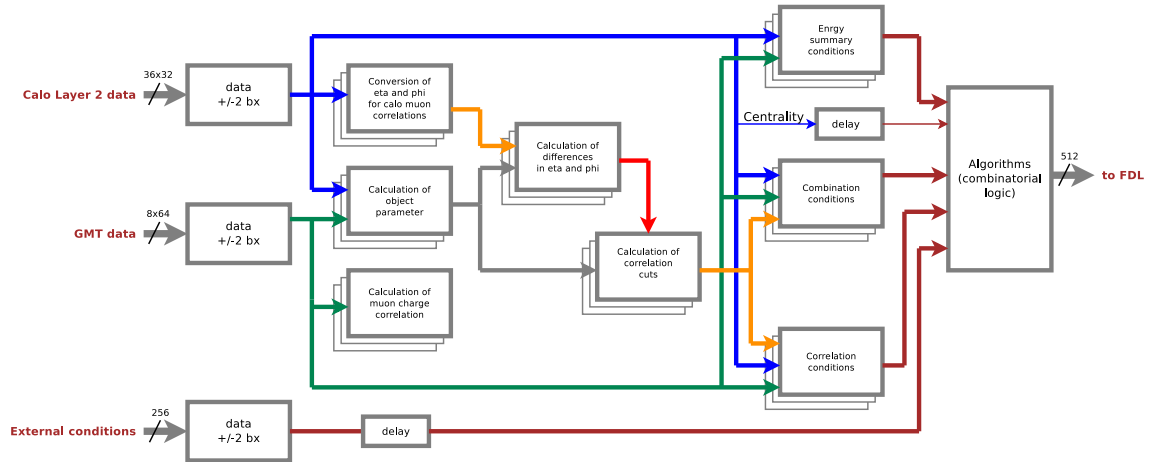 Calo Layer 2 data
36x32
data
+/-2 bx
Conversion of
eta and phi
for calo muon
correlations
Enrgy
summary
conditions
Centrality
delay
Calculation of
differences
in eta and phi
Calculation of
object
parameter
Combination
conditions
Algorithms
(combinatorial
logic)
512
to FDL
GMT data
8x64
data
+/-2 bx
Calculation of
correlation
cuts
Calculation of
muon charge
correlation
Correlation
conditions
External conditions
256
data
+/-2 bx
delay